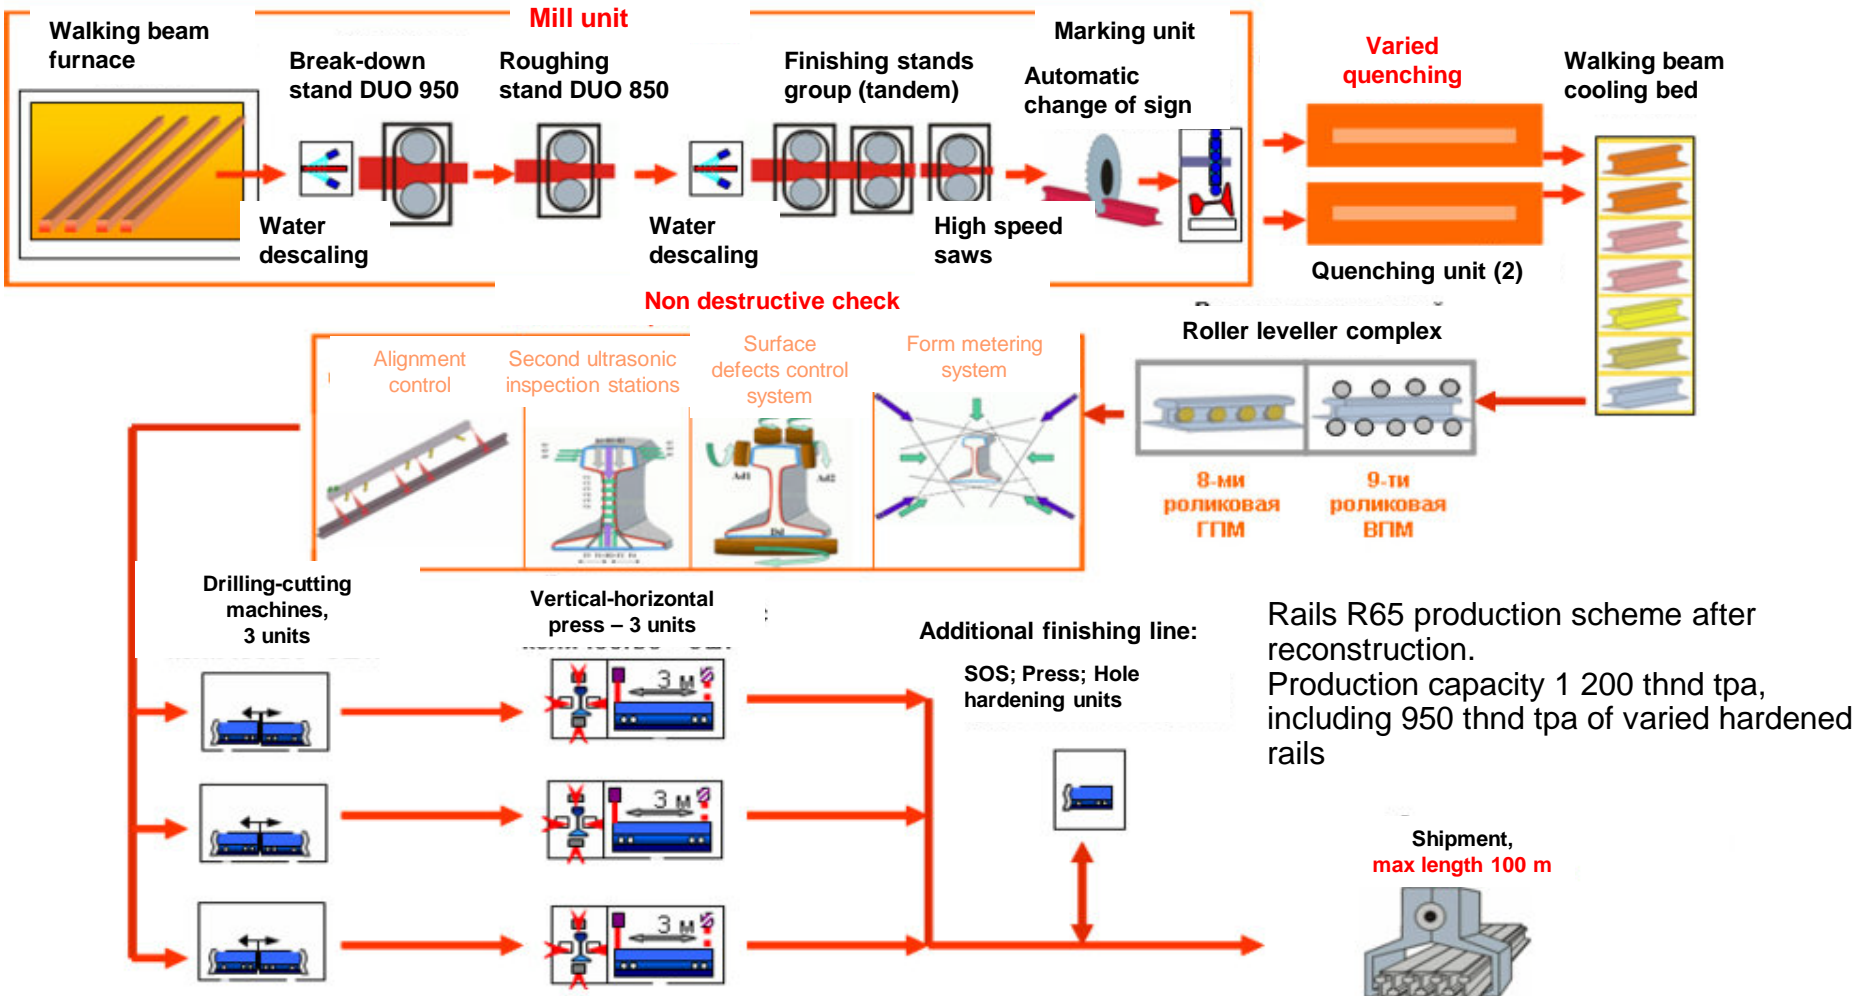 Mill unit
Walking beam
furnace
Break-down
stand DUO 950
Roughing
stand DUO 850
Finishing stands
group (tandem)
Marking unit
Automatic
change of sign
Varied
quenching
Walking beam
cooling bed
Water
descaling
Water
descaling
High speed
saws
Quenching unit (2)
Non destructive check
Roller leveller complex
Alignment
control
Second ultrasonic
inspection stations
Surface
defects control
system
Form metering
system
Ad1
Ad2
8-ми
роликовая
ГПМ
9-ти
роликовая
ВПМ
Drilling-cutting
machines,
3 units
Vertical-horizontal
press – 3 units
Additional finishing line:
SOS; Press; Hole
hardening units
Rails R65 production scheme after
reconstruction.
Production capacity 1 200 thnd tpa,
including 950 thnd tpa of varied hardened
rails
3 м
3 м
3 м
Shipment,
max length 100 m